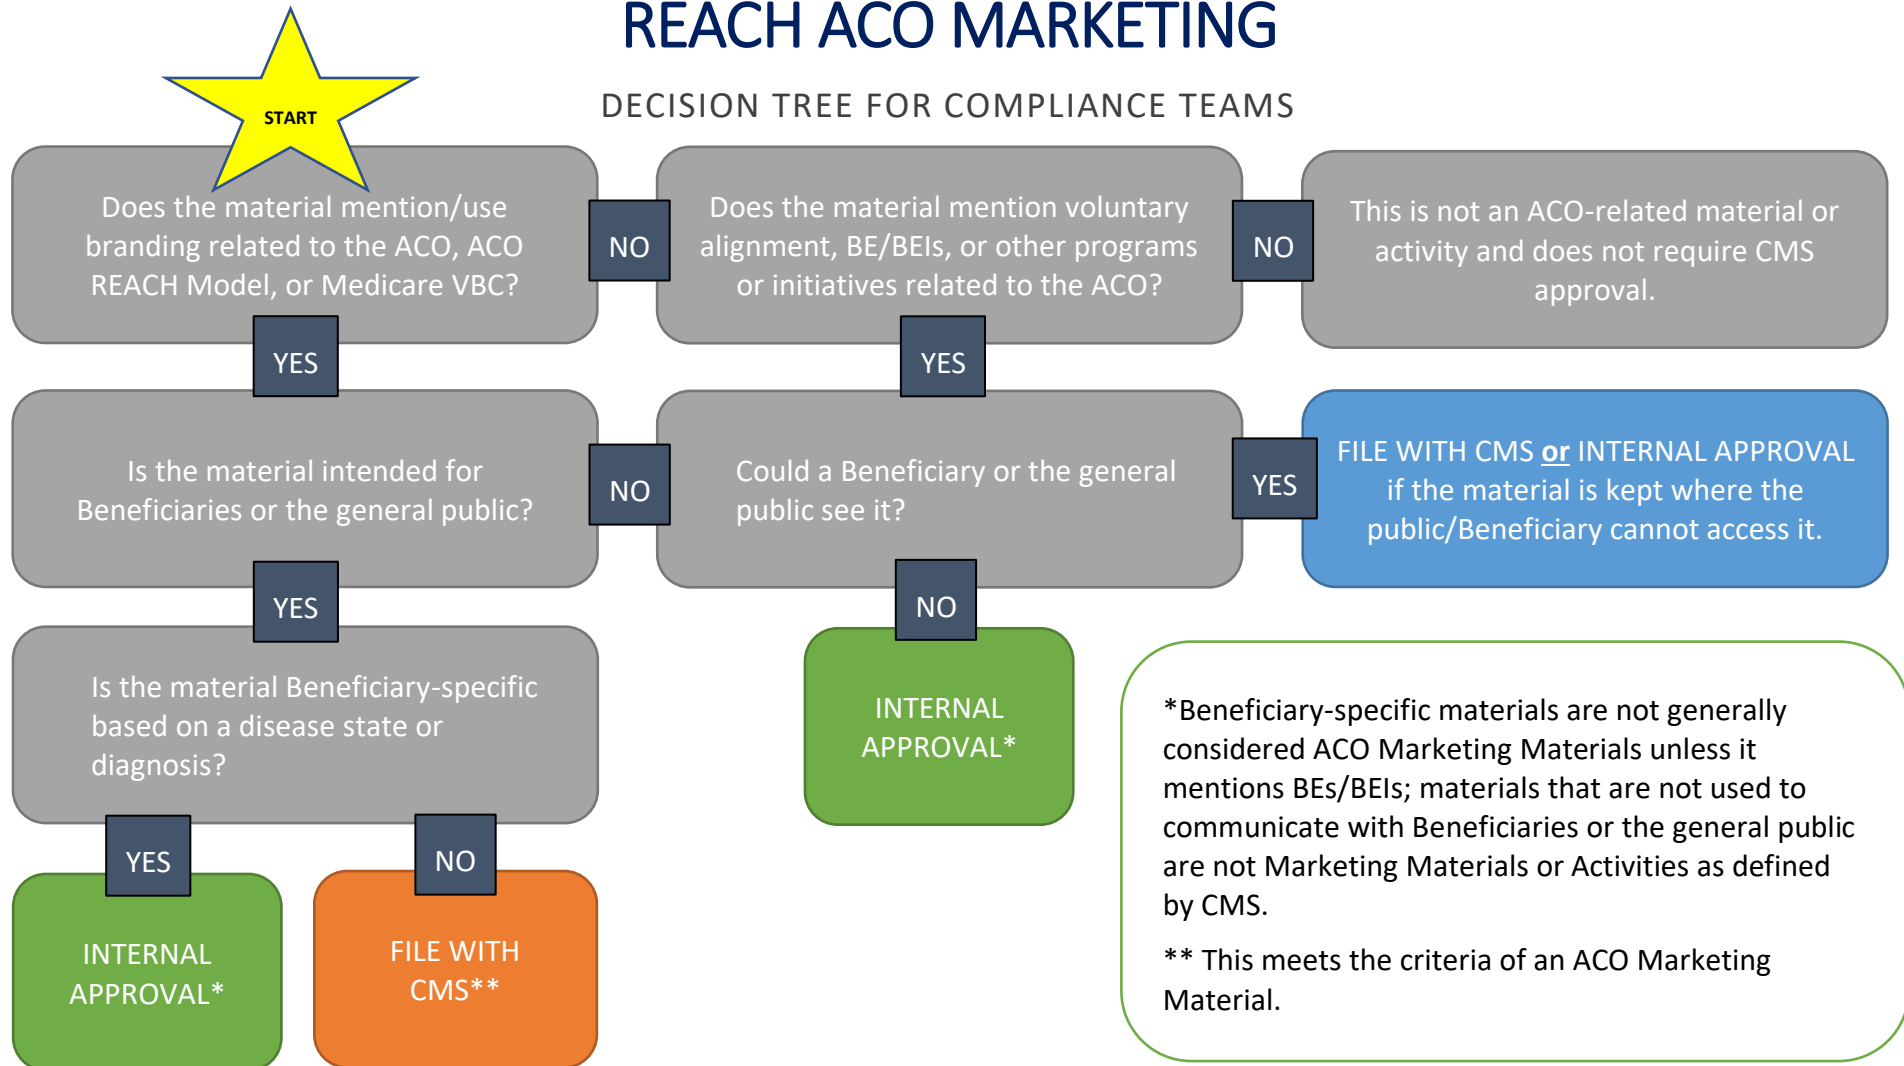 REACH ACO MARKETING
DECISION TREE FOR COMPLIANCE TEAMS
START
Does the material mention/use
branding related to the ACO, ACO
REACH Model, or Medicare VBC?
NO
Does the material mention voluntary
alignment, BE/BEIs, or other programs
or initiatives related to the ACO?
NO
This is not an ACO-related material or
activity and does not require CMS
approval.
YES
YES
Is the material intended for
Beneficiaries or the general public?
NO
Could a Beneficiary or the general
public see it?
YES
FILE WITH CMS or INTERNAL APPROVAL
if the material is kept where the
public/Beneficiary cannot access it.
YES
NO
Is the material Beneficiary-specific
based on a disease state or
diagnosis?
INTERNAL
APPROVAL*
YES
NO
INTERNAL
APPROVAL*
FILE WITH
CMS**
*Beneficiary-specific materials are not generally
considered ACO Marketing Materials unless it
mentions BEs/BEIs; materials that are not used to
communicate with Beneficiaries or the general public
are not Marketing Materials or Activities as defined
by CMS.
** This meets the criteria of an ACO Marketing
Material.